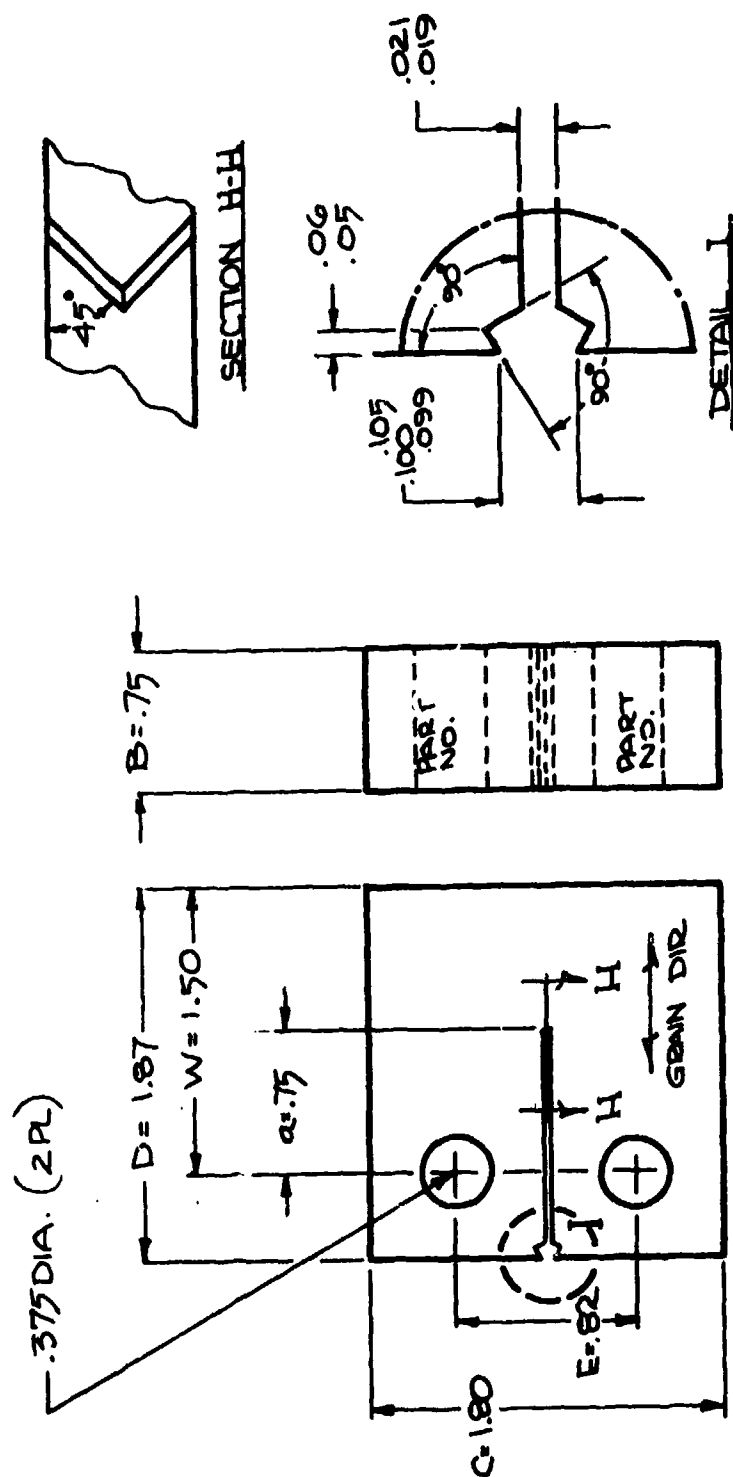 .375 DIA. (2 PL)
D = 1.87
W = 1.50
a=.75
C=1.80
E=.82
I
H
H
GRAIN DIR
B=.75
PART
NO.
PART
NO.
45°
SECTION H-H
.105
.100
.099
.06
.05
90°
90°
.021
.019
DETAIL I